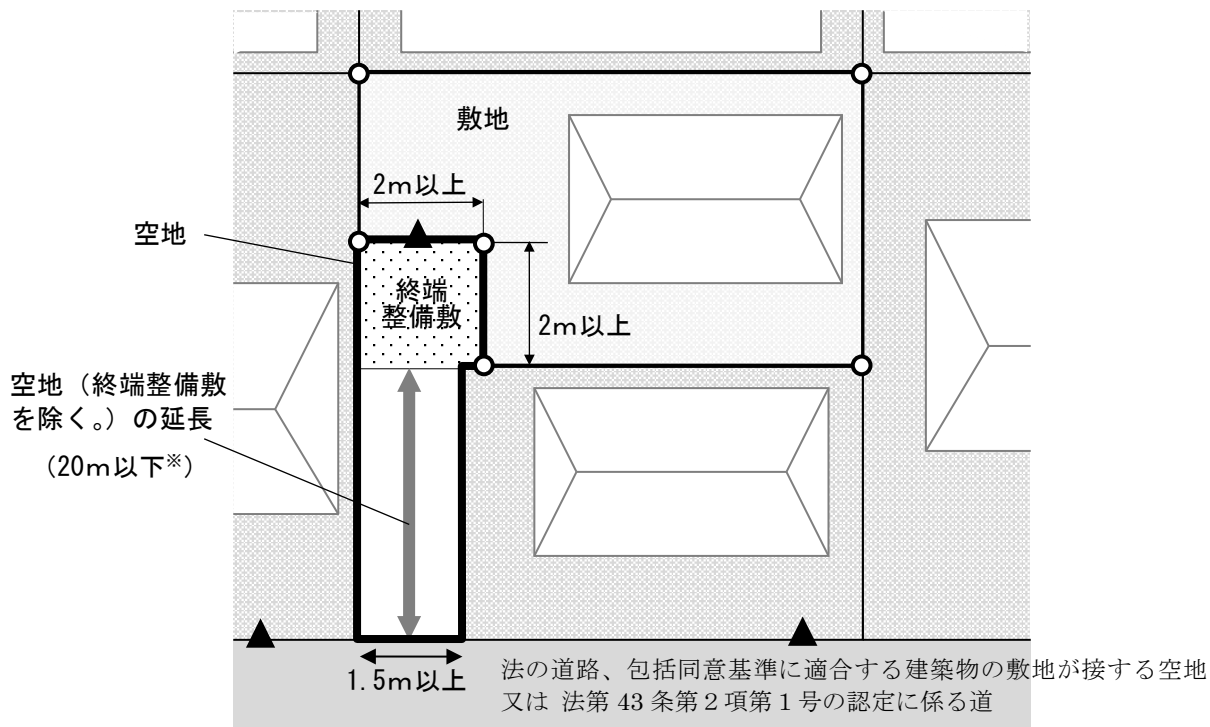 敷地
2m以上
空地
終端
整備敷
2m以上
空地（終端整備敷
を除く。）の延長
（20m以下※）
1.5m以上
法の道路、包括同意基準に適合する建築物の敷地が接する空地
又は 法第 43 条第２項第１号の認定に係る道